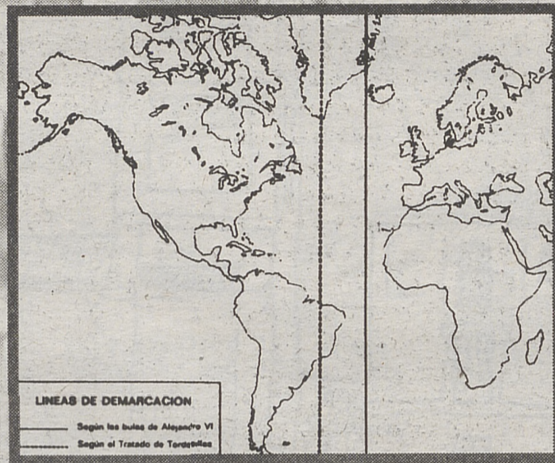 LINEAS DE DEMARCACION
Según las bulas de Alejandro VI
Según el Tratado de Tordesillas